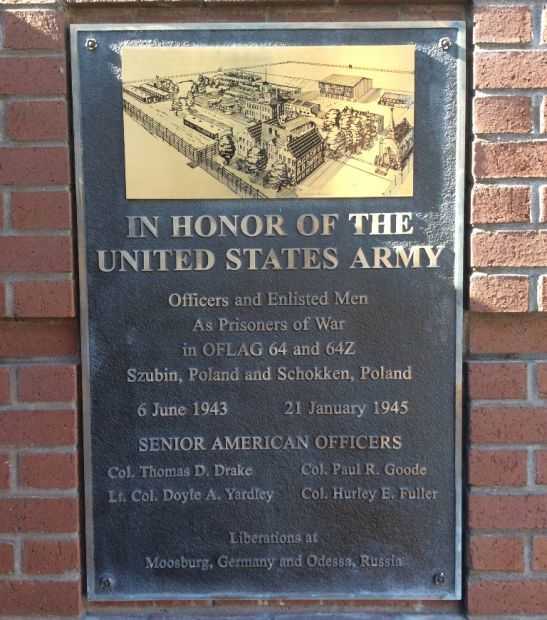 IN HONOR OF THE
UNITED STATES ARMY
Officers and Enlisted Men
As Prisoners of War
in OFLAG 64 and 64Z
Szubin, Poland and Schokken, Poland
6 June 1943 21 January 1945
SENIOR AMERICAN OFFICERS
Col. Thomas D. Drake Col. Paul R. Goode
Lt. Col. Doyle A. Yardley Col. Hurley E. Fuller
Liberations at
Moosburg, Germany and Odessa, Russia